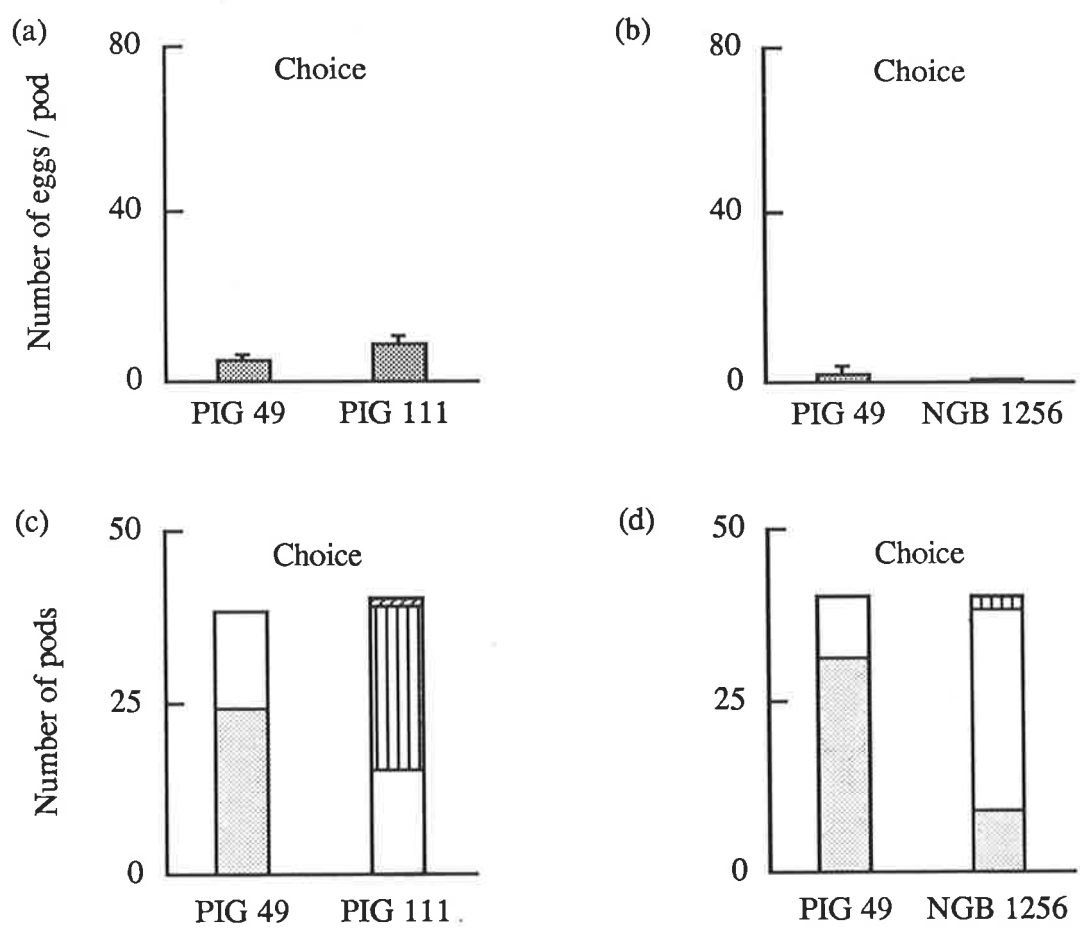 (a)
80
Choice
40
0
Number of eggs / pod
PIG 49 PIG 111
(b)
80
Choice
40
0
PIG 49 NGB 1256
(c)
50
Choice
25
0
Number of pods
PIG 49 PIG 111
(d)
50
Choice
25
0
PIG 49 NGB 1256